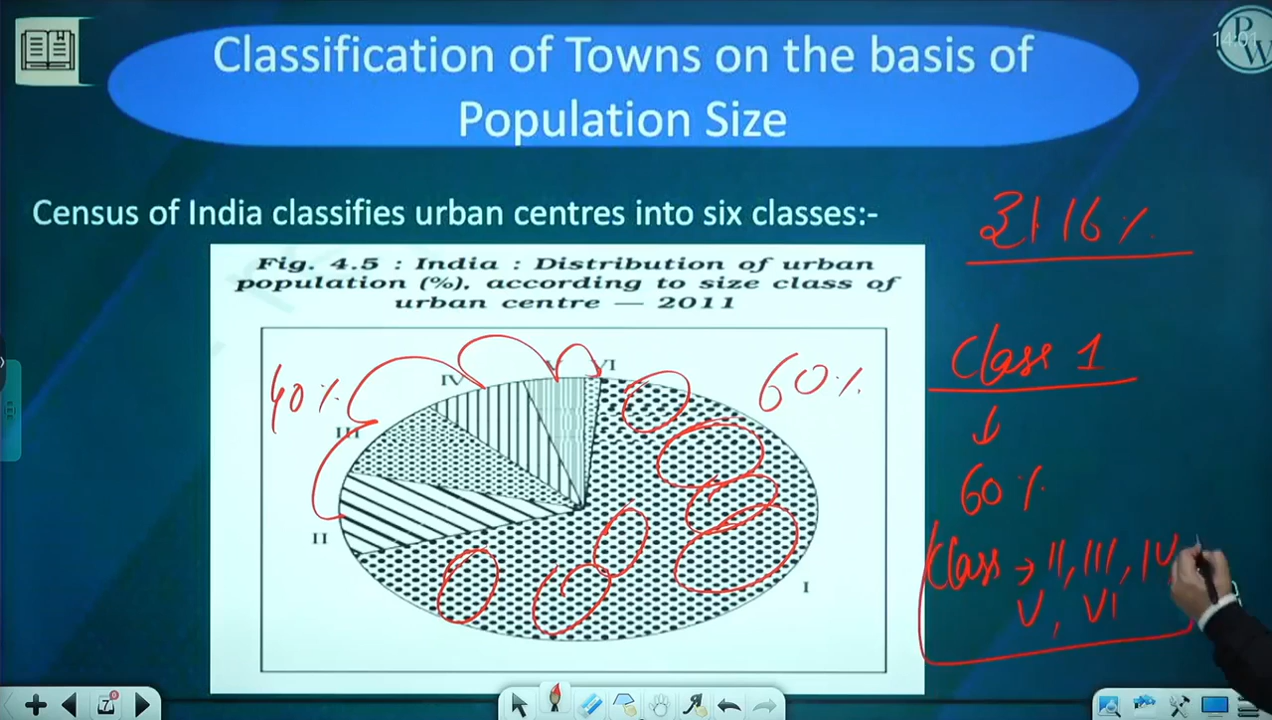 14:01
PW
Classification of Towns on the basis of
Population Size
Census of India classifies urban centres into six classes:-
31.16%
Fig. 4.5 : India : Distribution of urban
population (%), according to size class of
urban centre — 2011
Class 1
60%
40%
60%
IV
V
VI
III
II
I
Class → II, III, IV
V, VI
7